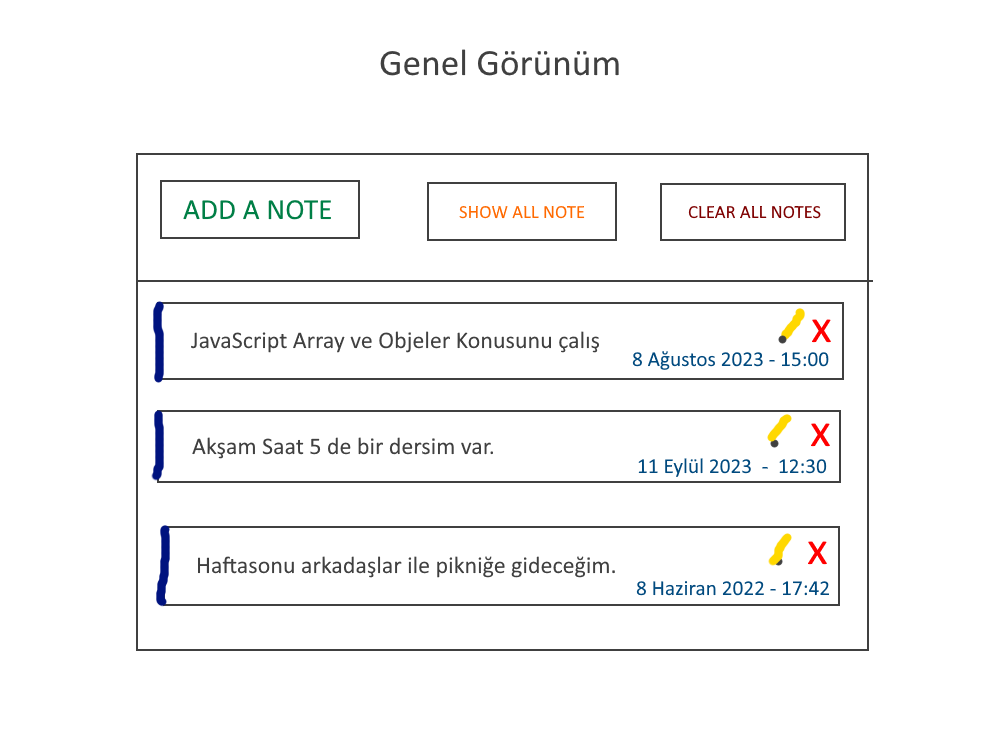 Genel Görünüm
ADD A NOTE
SHOW ALL NOTE
CLEAR ALL NOTES
JavaScript Array ve Objeler Konusunu çalış
X
8 Ağustos 2023 - 15:00
Akşam Saat 5 de bir dersim var.
X
11 Eylül 2023 - 12:30
Haftasonu arkadaşlar ile pikniğe gideceğim.
X
8 Haziran 2022 - 17:42